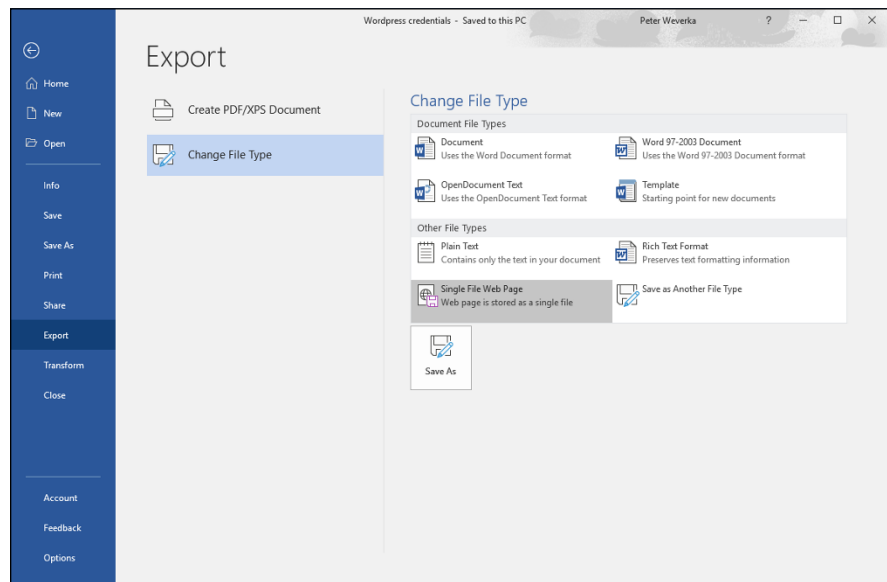 Wordpress credentials - Saved to this PC
Peter Weverka
?
Export
Home
New
Open
Info
Save
Save As
Print
Share
Export
Transform
Close
Account
Feedback
Options
Create PDF/XPS Document
Change File Type
Change File Type
Document File Types
Document
Uses the Word Document format
Word 97-2003 Document
Uses the Word 97-2003 Document format
OpenDocument Text
Uses the OpenDocument Text format
Template
Starting point for new documents
Other File Types
Plain Text
Contains only the text in your document
Rich Text Format
Preserves text formatting information
Single File Web Page
Web page is stored as a single file
Save as Another File Type
Save As